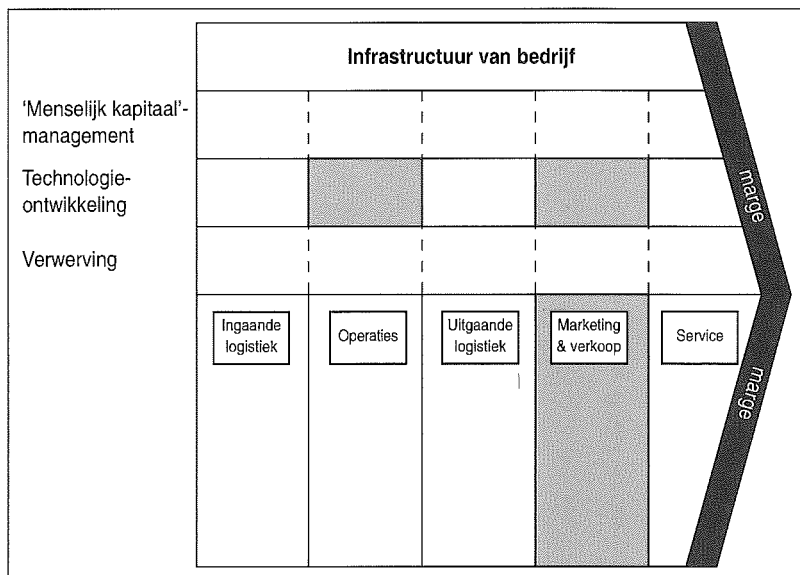 Infrastructuur van bedrijf
'Menselijk kapitaal'-
management
Technologie-
ontwikkeling
Verwerving
marge
Ingaande
logistiek
Operaties
Uitgaande
logistiek
Marketing
& verkoop
Service
marge